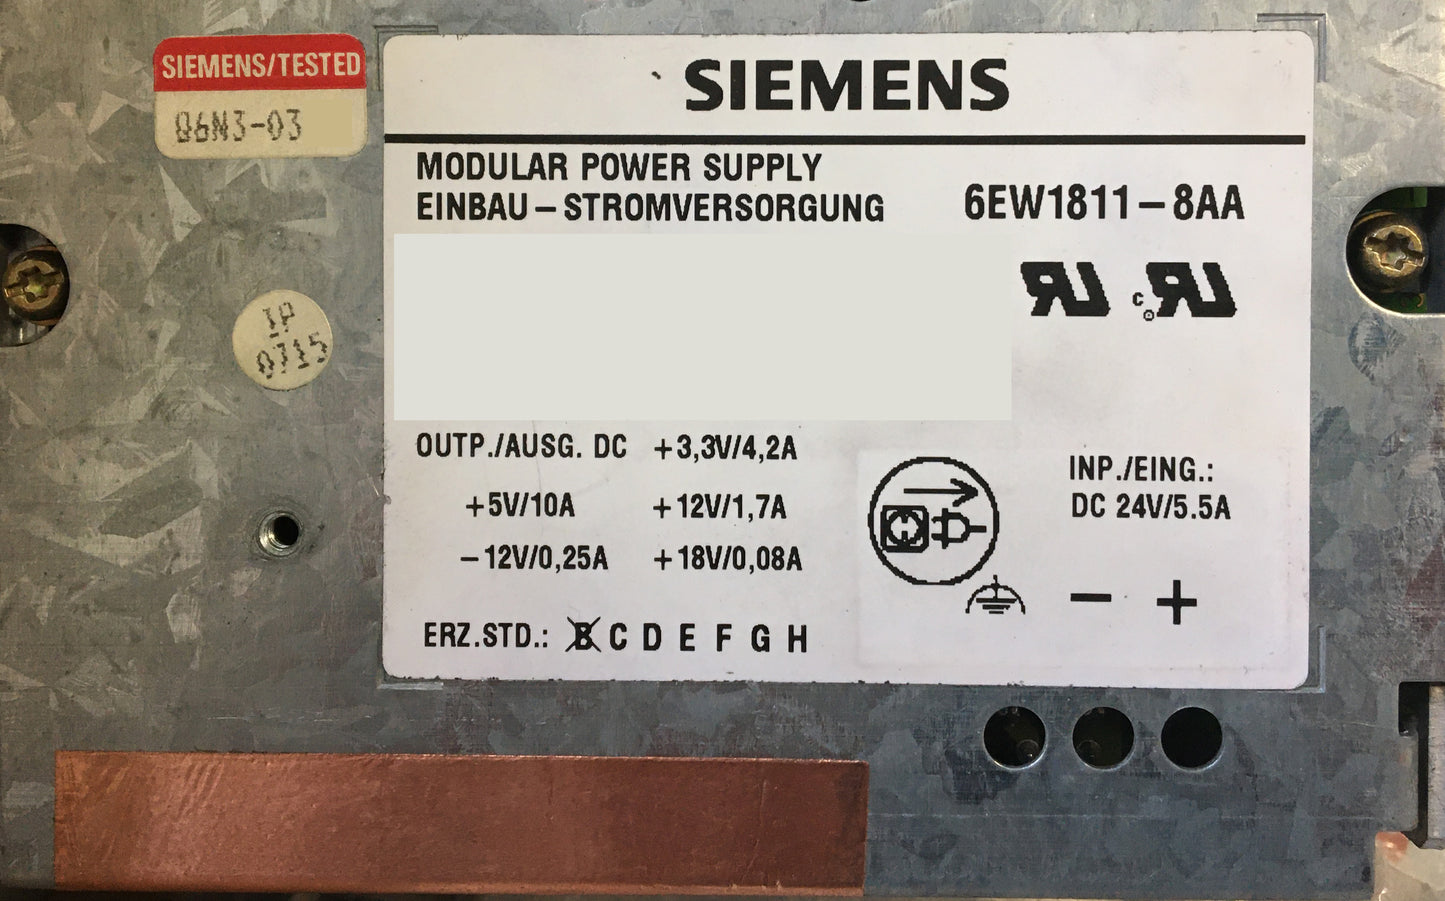 SIEMENS/TESTED
06N3-03
SIEMENS
MODULAR POWER SUPPLY
EINBAU – STROMVERSORGUNG
6EW1811 – 8AA
IP
0715
OUTP./AUSG. DC +3,3V/4,2A
+5V/10A +12V/1,7A
–12V/0,25A +18V/0,08A
ERZ.STD.: B C D E F G H
INP./EING.:
DC 24V/5.5A
– +